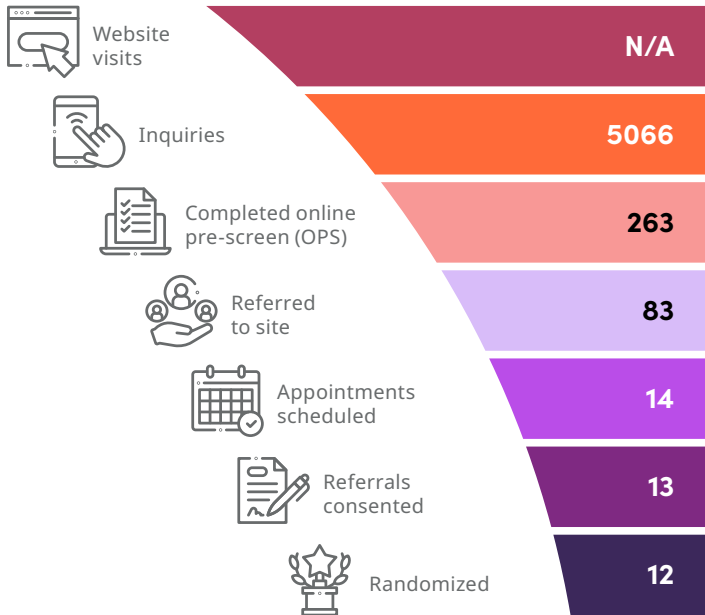 Website
visits
N/A
Inquiries
5066
Completed online
pre-screen (OPS)
263
Referred
to site
83
Appointments
scheduled
14
Referrals
consented
13
Randomized
12